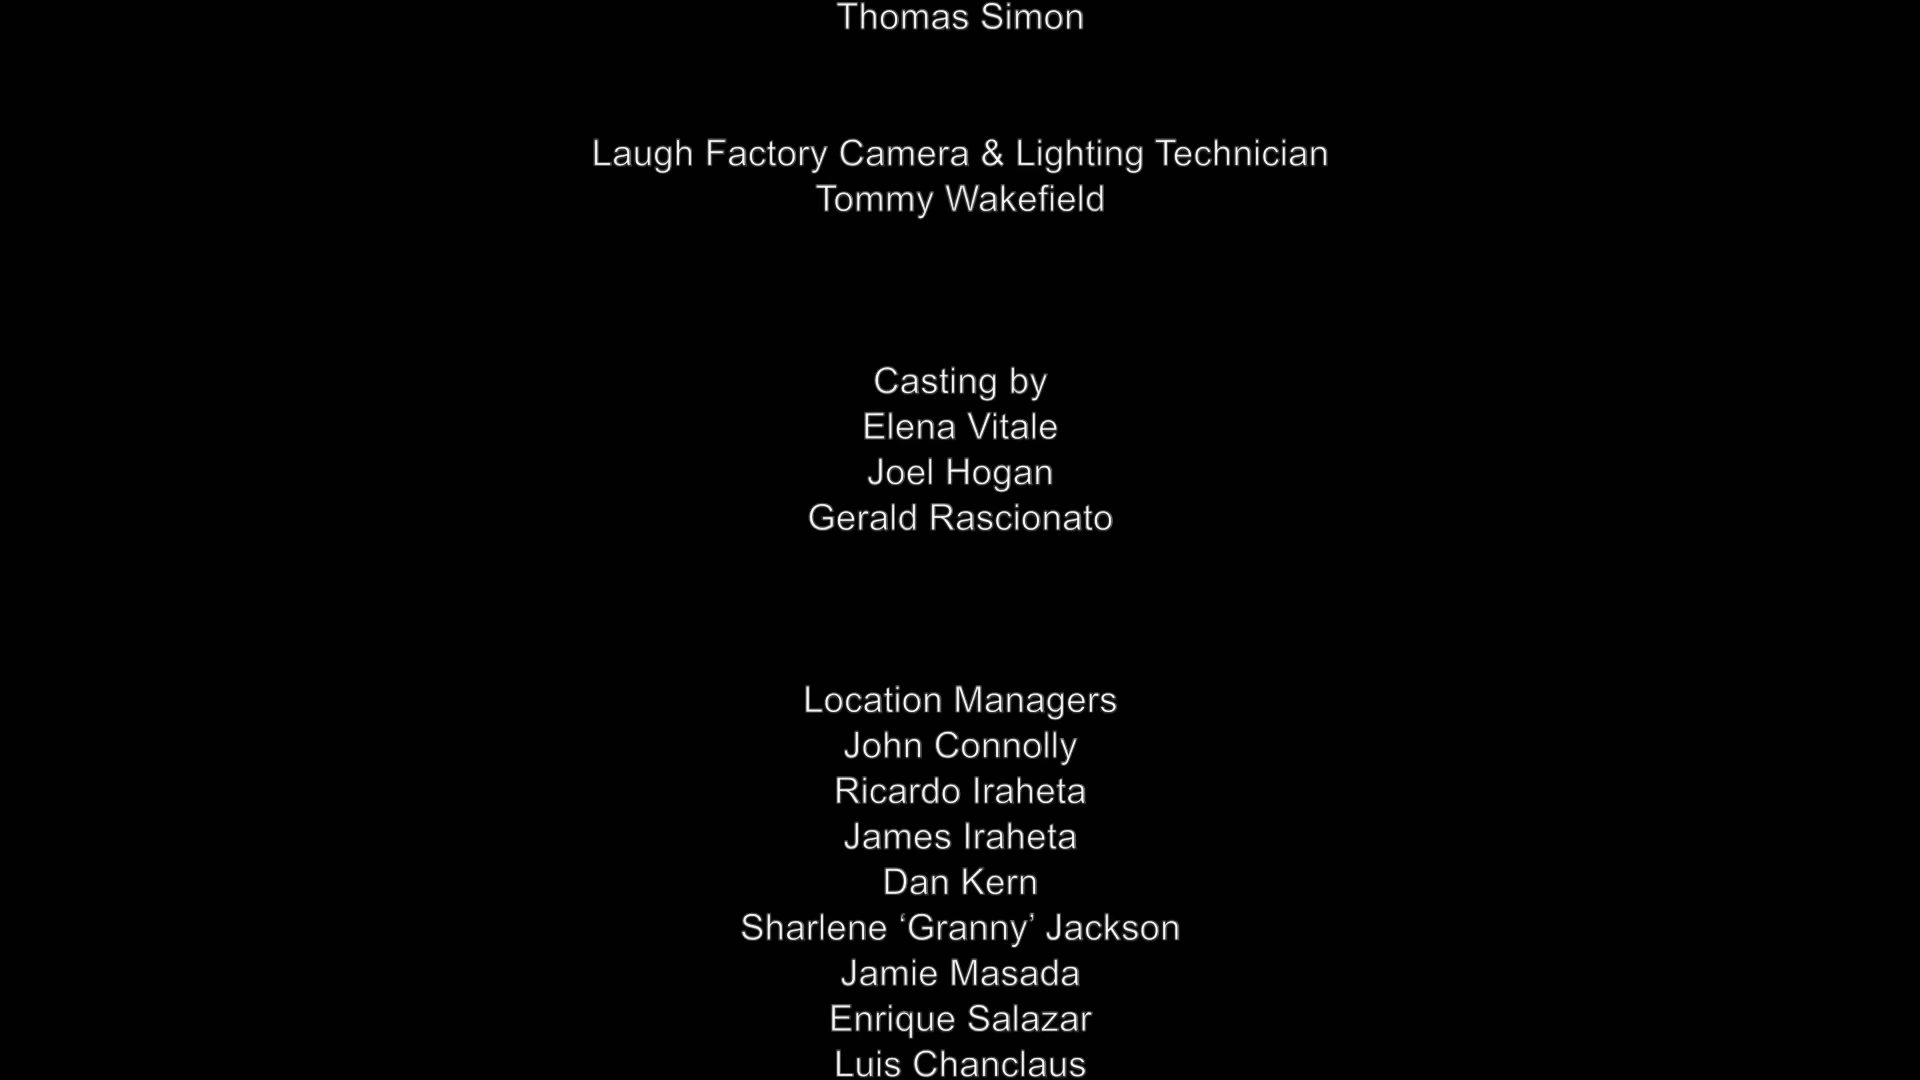 Thomas Simon
Laugh Factory Camera & Lighting Technician
Tommy Wakefield
Casting by
Elena Vitale
Joel Hogan
Gerald Rascionato
Location Managers
John Connolly
Ricardo Iraheta
James Iraheta
Dan Kern
Sharlene ‘Granny’ Jackson
Jamie Masada
Enrique Salazar
Luis Chanclaus